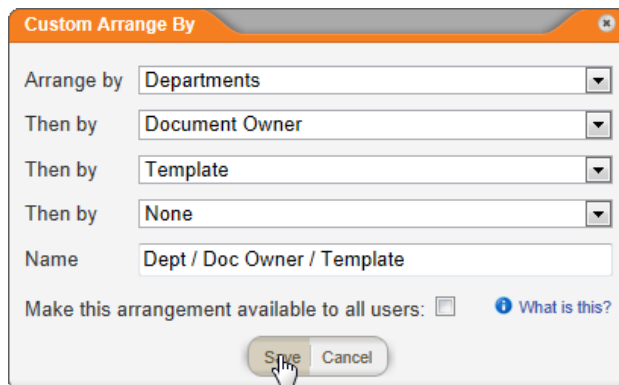 Custom Arrange By
Arrange by Departments
Then by Document Owner
Then by Template
Then by None
Name Dept / Doc Owner / Template
Make this arrangement available to all users: What is this?
Save Cancel